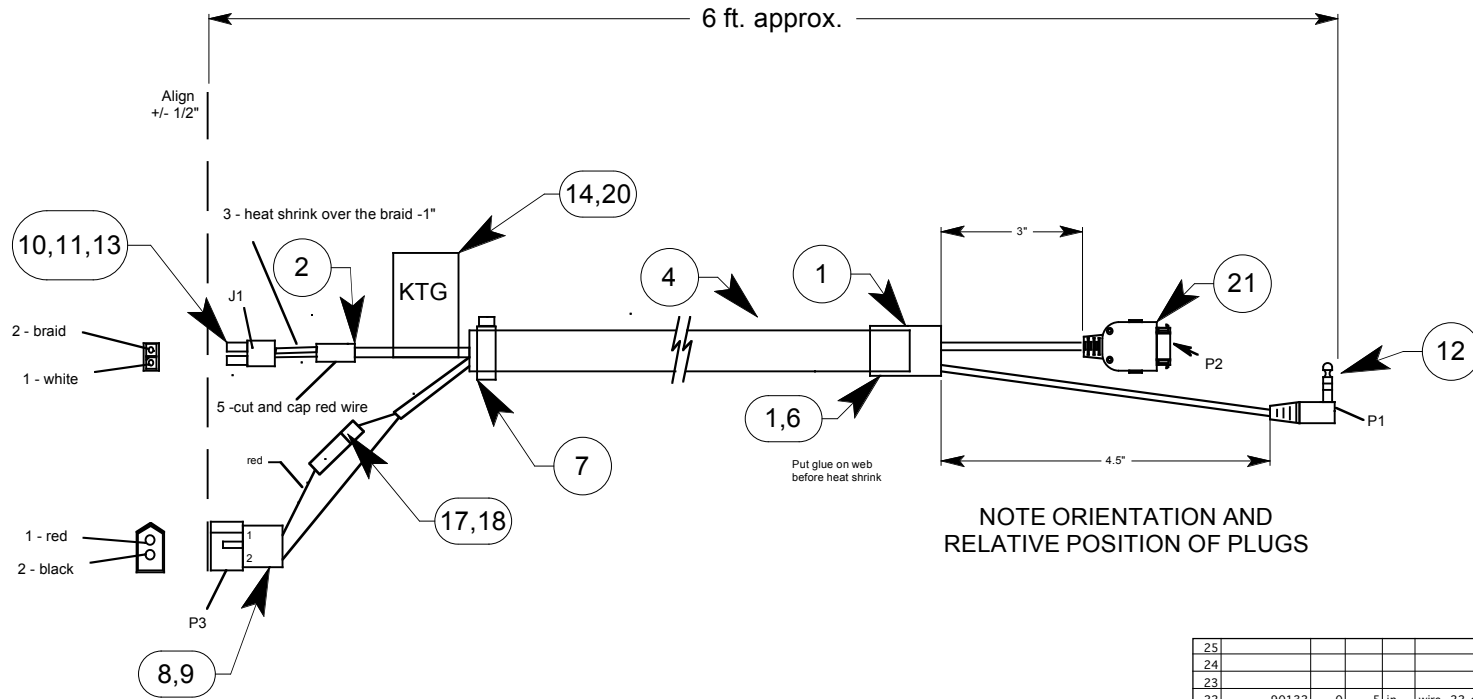 6 ft. approx.
Align
+/- 1/2"
14,20
3 - heat shrink over the braid -1"
10,11,13
2
KTG
4
1
3"
21
J1
2 - braid
1 - white
P2
12
5 -cut and cap red wire
1,6
P1
7
red
Put glue on web
before heat shrink
4.5"
17,18
NOTE ORIENTATION AND
RELATIVE POSITION OF PLUGS
1 - red
2 - black
1
2
P3
8,9
25
24
23